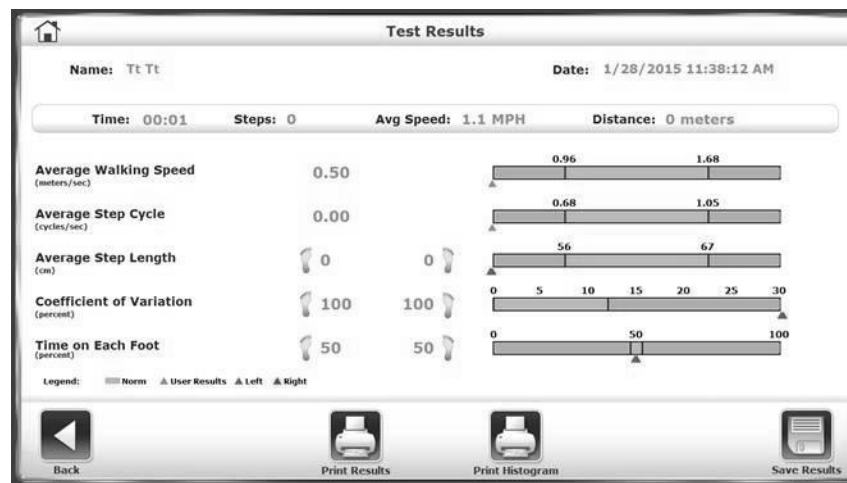 Test Results
Name: Tt Tt Date: 1/28/2015 11:38:12 AM
Time: 00:01 Steps: 0 Avg Speed: 1.1 MPH Distance: 0 meters
0.96 1.68
Average Walking Speed 0.50
(meters/sec)
0.68 1.05
Average Step Cycle 0.00
(cycles/sec)
56 67
Average Step Length 0 0
(cm)
0 5 10 15 20 25 30
Coefficient of Variation 100 100
(percent)
0 50 100
Time on Each Foot 50 50
(percent)
Legend: Norm User Results Left Right
Back Print Results Print Histogram Save Results